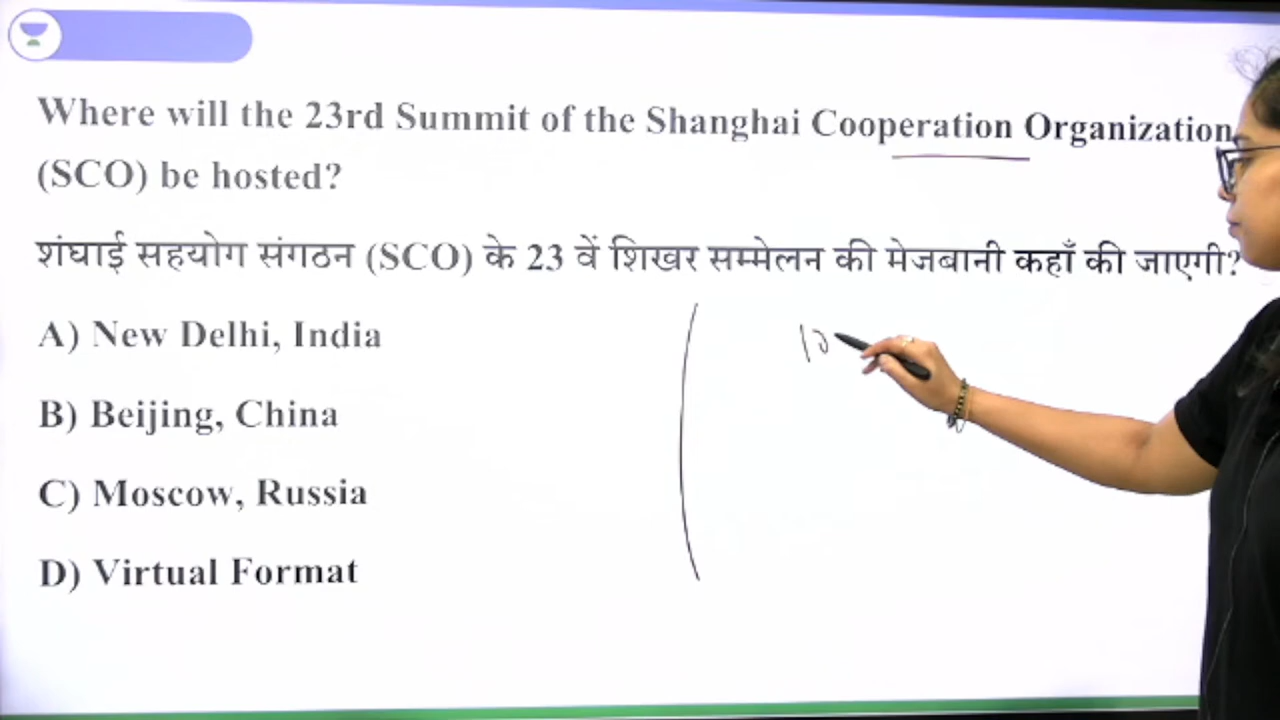 Where will the 23rd Summit of the Shanghai Cooperation Organization
(SCO) be hosted?
शंघाई सहयोग संगठन (SCO) के 23 वें शिखर सम्मेलन की मेजबानी कहाँ की जाएगी?
A) New Delhi, India
B) Beijing, China
C) Moscow, Russia
D) Virtual Format